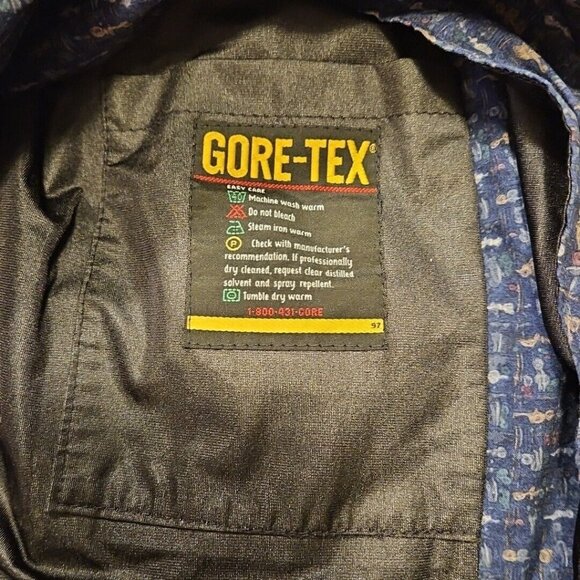 GORE-TEX®
EASY CARE
Machine wash warm
Do not bleach
Steam iron warm
P Check with manufacturer's
recommendation. If professionally
dry cleaned, request clear distilled
solvent and spray repellent.
Tumble dry warm
1-800-431-GORE
97